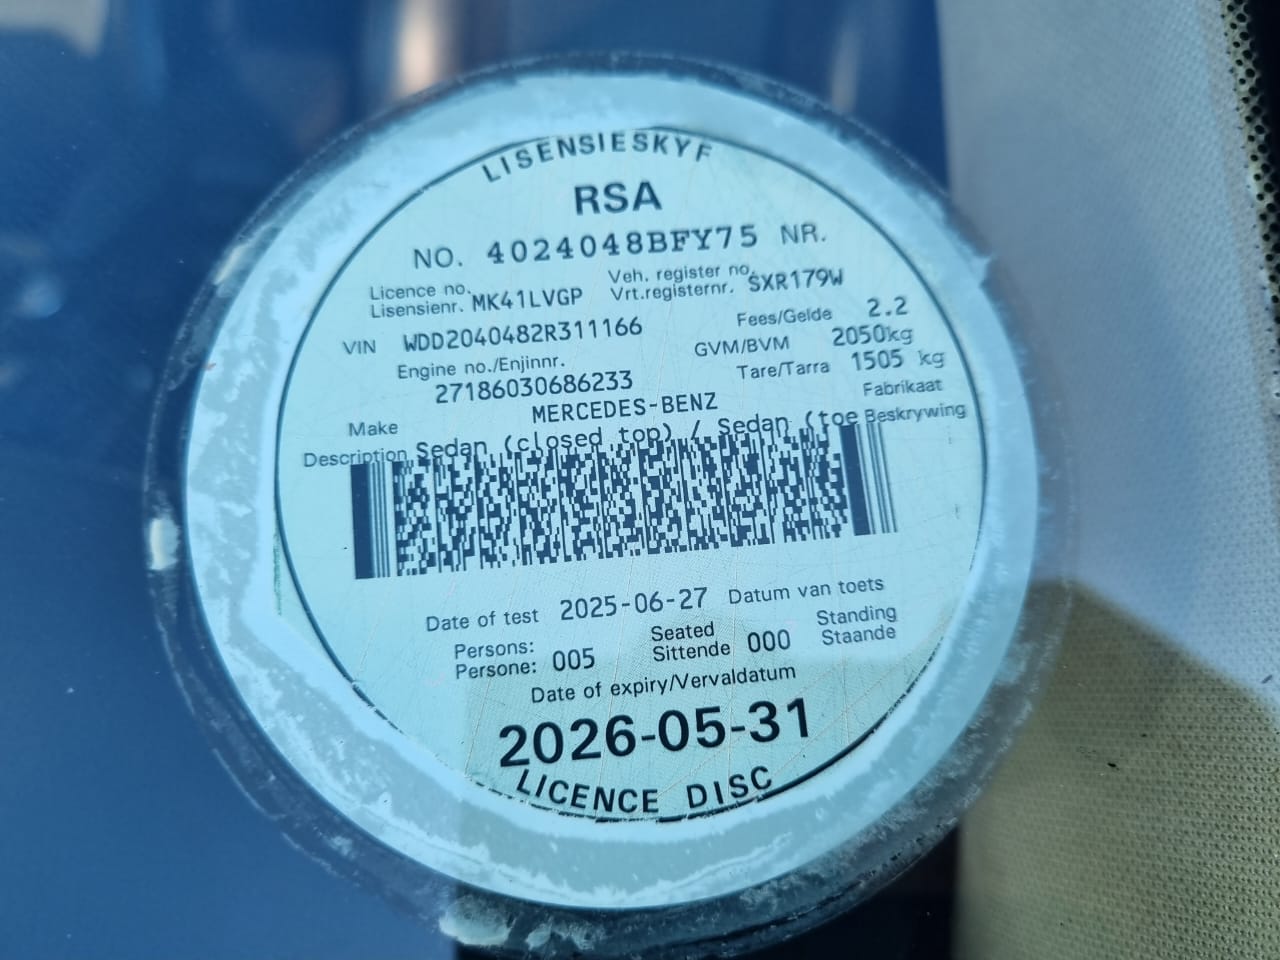 LISENSIESKYF
RSA
NO. 4024048BFY75 NR.
Licence no. Veh. register no.
Lisensienr. MK41LVGP Vrt.registernr. SXR179W
VIN WDD2040482R311166 Fees/Gelde 2.2
Engine no./Enjinnr. GVM/BVM 2050kg
27186030686233 Tare/Tarra 1505 kg
Make MERCEDES-BENZ Fabrikaat
Description Sedan (closed top) / Sedan (toe Beskrywing
Date of test 2025-06-27 Datum van toets
Persons: Seated Standing
Persone: 005 Sittende 000 Staande
Date of expiry/Vervaldatum
2026-05-31
LICENCE DISC